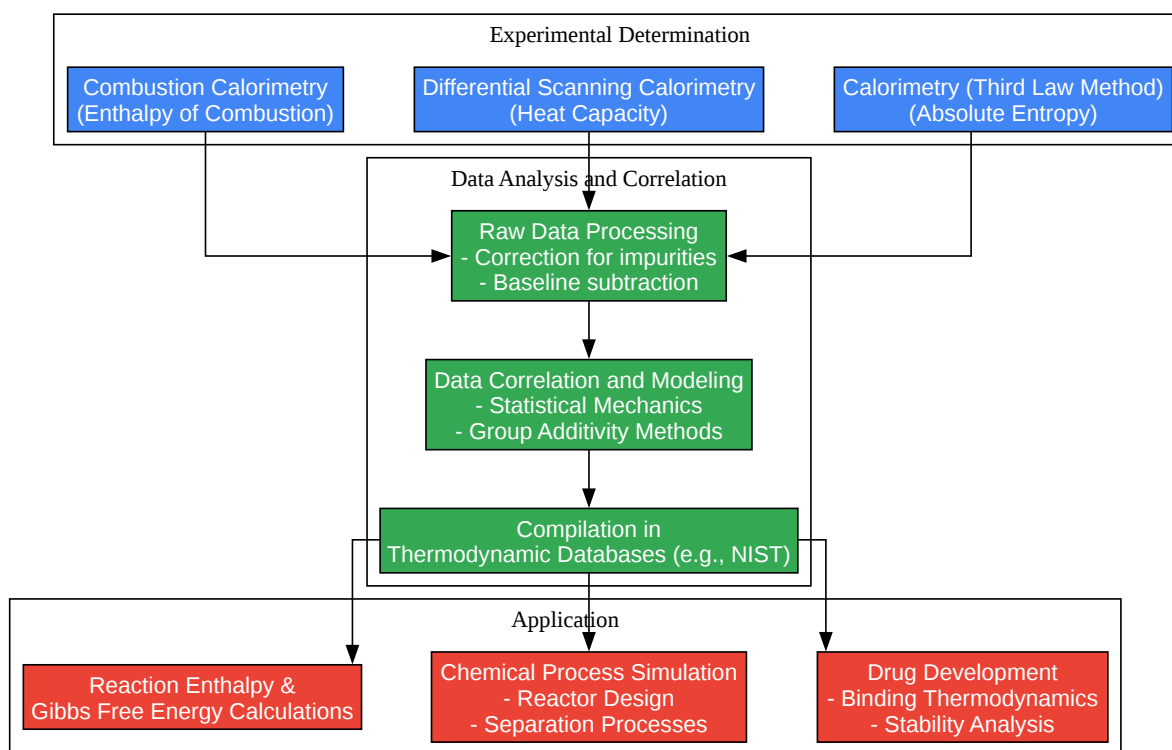 Experimental Determination
Combustion Calorimetry
(Enthalpy of Combustion)
Differential Scanning Calorimetry
(Heat Capacity)
Calorimetry (Third Law Method)
(Absolute Entropy)
Data Analysis and Correlation
Raw Data Processing
- Correction for impurities
- Baseline subtraction
Data Correlation and Modeling
- Statistical Mechanics
- Group Additivity Methods
Compilation in
Thermodynamic Databases (e.g., NIST)
Application
Reaction Enthalpy &
Gibbs Free Energy Calculations
Chemical Process Simulation
- Reactor Design
- Separation Processes
Drug Development
- Binding Thermodynamics
- Stability Analysis